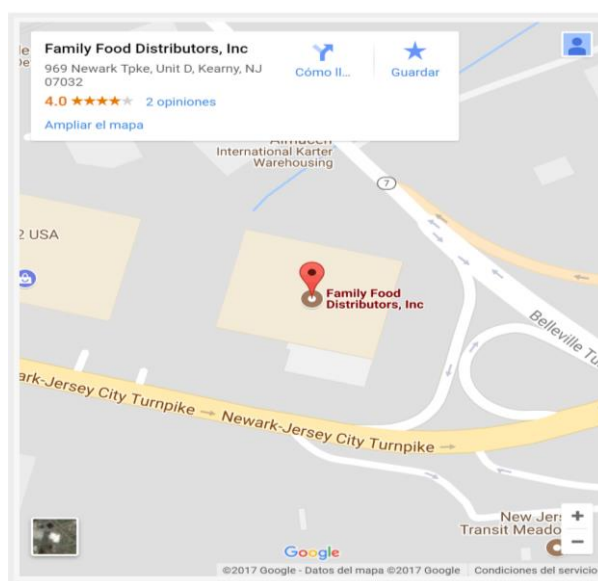 Family Food Distributors, Inc
969 Newark Tpke, Unit D, Kearny, NJ
07032
4.0
2 opiniones
Ampliar el mapa
Cómo ll...
Guardar
International Karter
Warehousing
7
2 USA
Family Food
Distributors, Inc
Belleville Tu
ark-Jersey City Turnpike
Newark-Jersey City Turnpike
New Jer
Transit Meado
+
−
Google
©2017 Google - Datos del mapa ©2017 Google
Condiciones del servicio